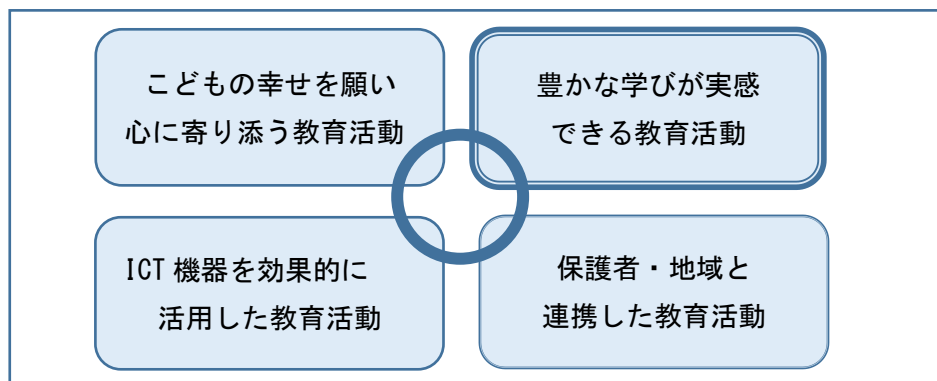 こどもの幸せを願い
心に寄り添う教育活動
豊かな学びが実感
できる教育活動
ICT 機器を効果的に
活用した教育活動
保護者・地域と
連携した教育活動